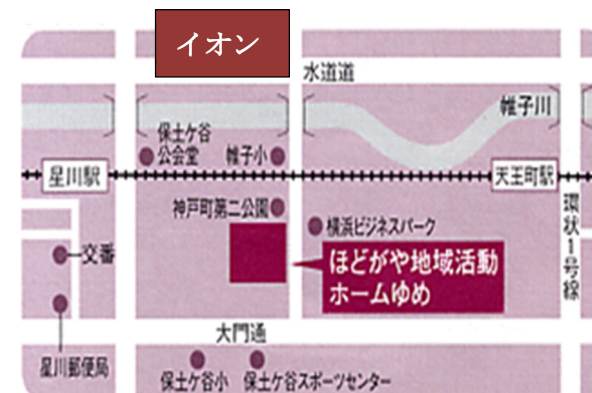 イオン
水道道
帷子川
保土ケ谷
公会堂
帷子小
星川駅
天王町駅
神戸町第二公園
横浜ビジネスパーク
環状1号線
交番
ほどがや地域活動
ホームゆめ
大門通
星川郵便局
保土ケ谷小
保土ケ谷スポーツセンター